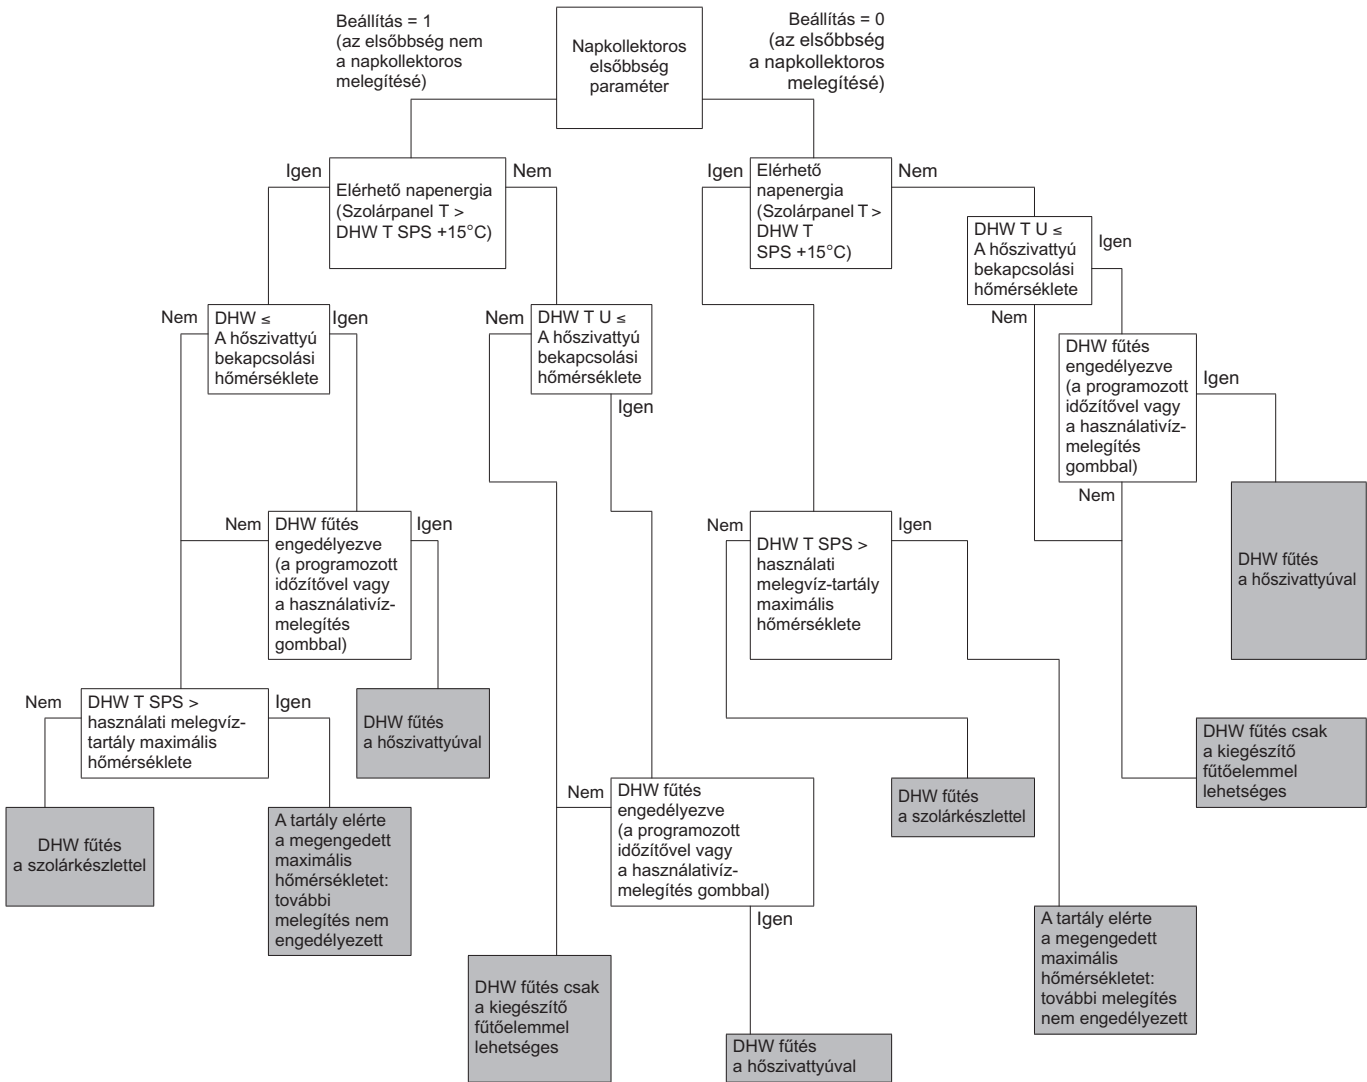 Beállítás = 1
(az elsőbbség nem
a napkollektoros
melegítésé)
Napkollektoros
elsőbbség
paraméter
Beállítás = 0
(az elsőbbség
a napkollektoros
melegítésé)
Igen
Elérhető napenergia
(Szolárpanel T >
DHW T SPS +15°C)
Nem
Igen
Elérhető
napenergia
(Szolárpanel T >
DHW T
SPS +15°C)
Nem
DHW T U ≤
A hőszivattyú
bekapcsolási
hőmérséklete
Igen
Nem
Nem
DHW ≤
A hőszivattyú
bekapcsolási
hőmérséklete
Igen
Nem
DHW T U ≤
A hőszivattyú
bekapcsolási
hőmérséklete
Igen
DHW fűtés
engedélyezve
(a programozott
időzítővel vagy
a használativíz-
melegítés
gombbal)
Igen
Nem
Nem
DHW fűtés
engedélyezve
(a programozott
időzítővel vagy
a használativíz-
melegítés
gombbal)
Igen
Nem
DHW T SPS >
használati
melegvíz-tartály
maximális
hőmérséklete
Igen
DHW fűtés
a hőszivattyúval
Nem
DHW T SPS >
használati melegvíz-
tartály maximális
hőmérséklete
Igen
DHW fűtés
a hőszivattyúval
DHW fűtés csak
a kiegészítő
fűtőelemmel
lehetséges
Nem
DHW fűtés
engedélyezve
(a programozott
időzítővel vagy
a használativíz-
melegítés gombbal)
Igen
DHW fűtés
a szolárkészlettel
DHW fűtés
a szolárkészlettel
A tartály elérte
a megengedett
maximális
hőmérsékletet:
további
melegítés nem
engedélyezett
A tartály elérte
a megengedett
maximális
hőmérsékletet:
további melegítés
nem engedélyezett
DHW fűtés csak
a kiegészítő
fűtőelemmel
lehetséges
DHW fűtés
a hőszivattyúval